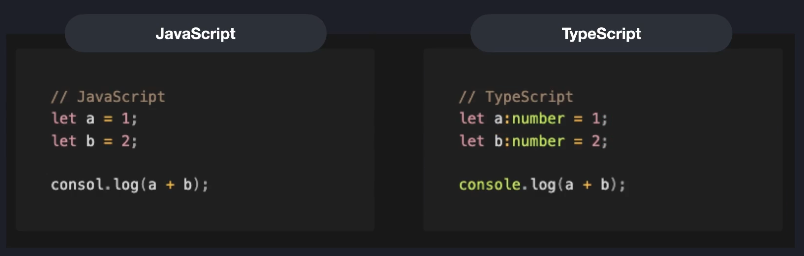 JavaScript
// JavaScript
let a = 1;
let b = 2;
consol.log(a + b);
TypeScript
// TypeScript
let a:number = 1;
let b:number = 2;
console.log(a + b);